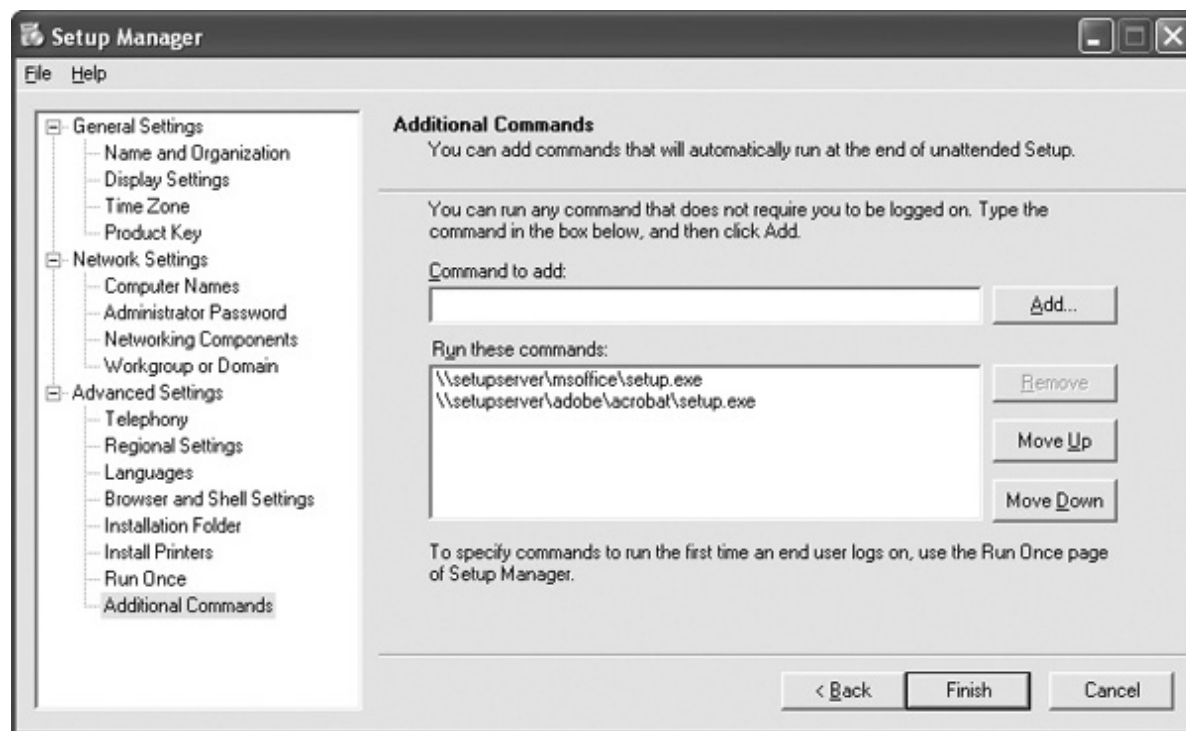 Setup Manager
File Help
General Settings
Name and Organization
Display Settings
Time Zone
Product Key
Network Settings
Computer Names
Administrator Password
Networking Components
Workgroup or Domain
Advanced Settings
Telephony
Regional Settings
Languages
Browser and Shell Settings
Installation Folder
Install Printers
Run Once
Additional Commands
Additional Commands
You can add commands that will automatically run at the end of unattended Setup.
You can run any command that does not require you to be logged on. Type the
command in the box below, and then click Add.
Command to add:
Add...
Run these commands:
\\setupserver\msoffice\setup.exe
\\setupserver\adobe\acrobat\setup.exe
Remove
Move Up
Move Down
To specify commands to run the first time an end user logs on, use the Run Once page
of Setup Manager.
< Back Finish Cancel